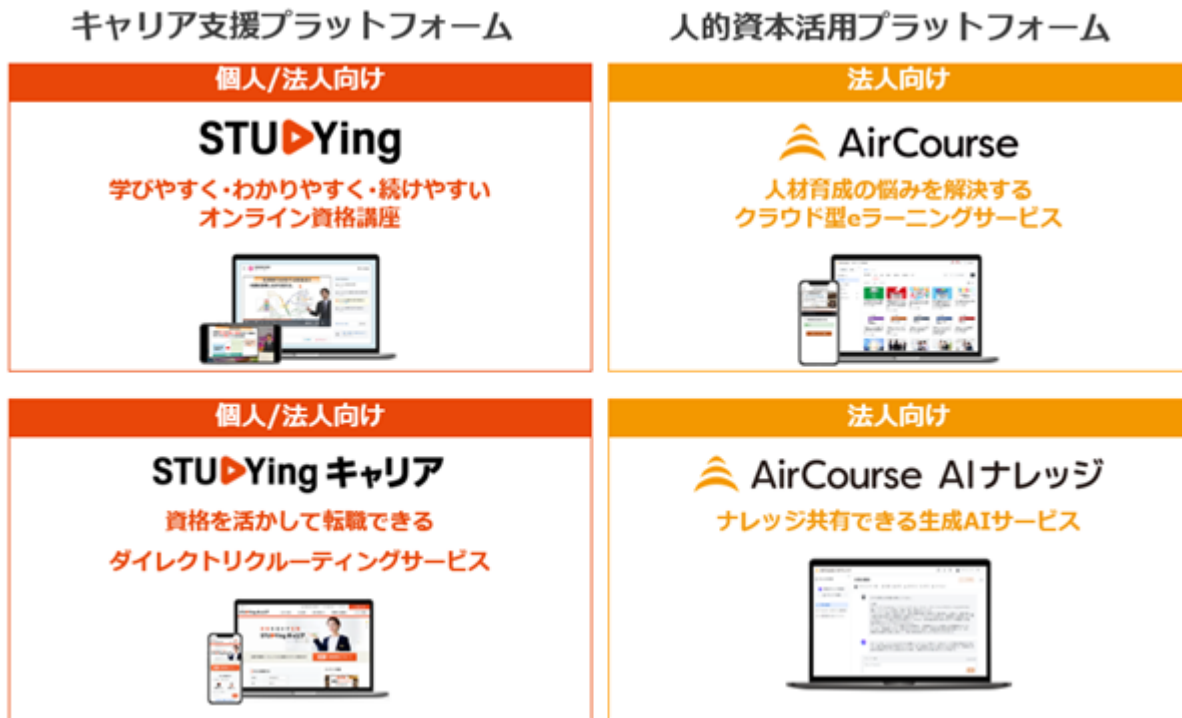 キャリア支援プラットフォーム
人的資本活用プラットフォーム
個人/法人向け
STUDYing
学びやすく・わかりやすく・続けやすい
オンライン資格講座
法人向け
AirCourse
人材育成の悩みを解決する
クラウド型eラーニングサービス
個人/法人向け
STUDYing キャリア
資格を活かして転職できる
ダイレクトリクルーティングサービス
STUDYing キャリア
法人向け
AirCourse AIナレッジ
ナレッジ共有できる生成AIサービス